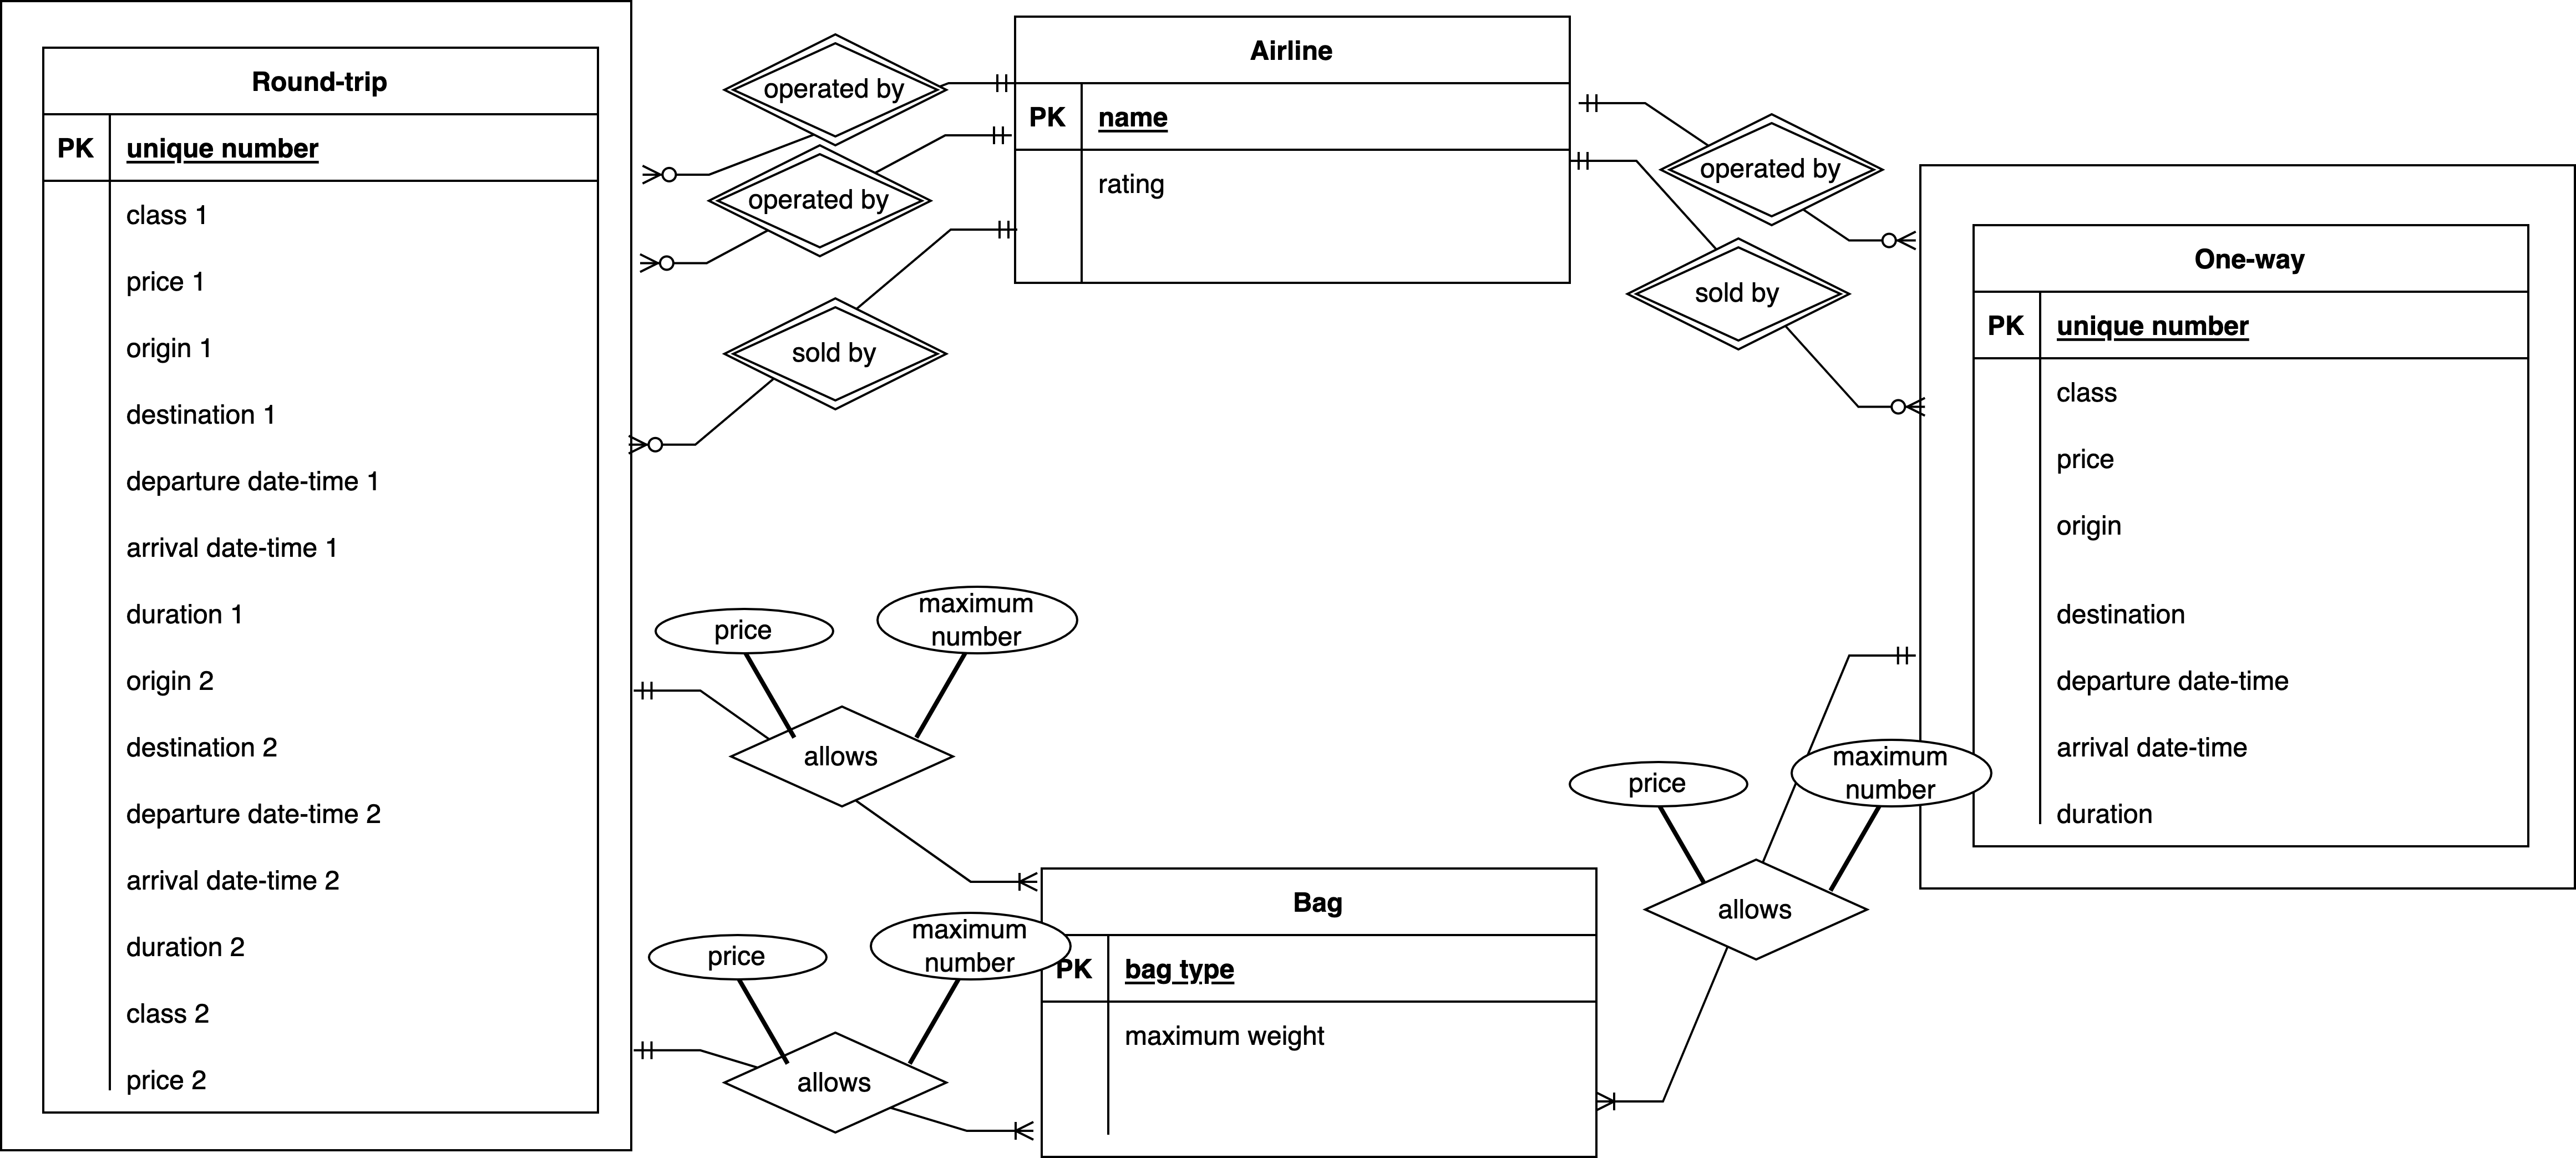 Round-trip
PK
unique number
class 1
price 1
origin 1
destination 1
departure date-time 1
arrival date-time 1
duration 1
origin 2
destination 2
departure date-time 2
arrival date-time 2
duration 2
class 2
price 2
operated by
operated by
sold by
Airline
PK
name
rating
operated by
sold by
One-way
PK
unique number
class
price
origin
destination
departure date-time
arrival date-time
duration
price
maximum
number
allows
price
maximum
number
allows
Bag
PK
bag type
maximum weight
price
maximum
number
allows